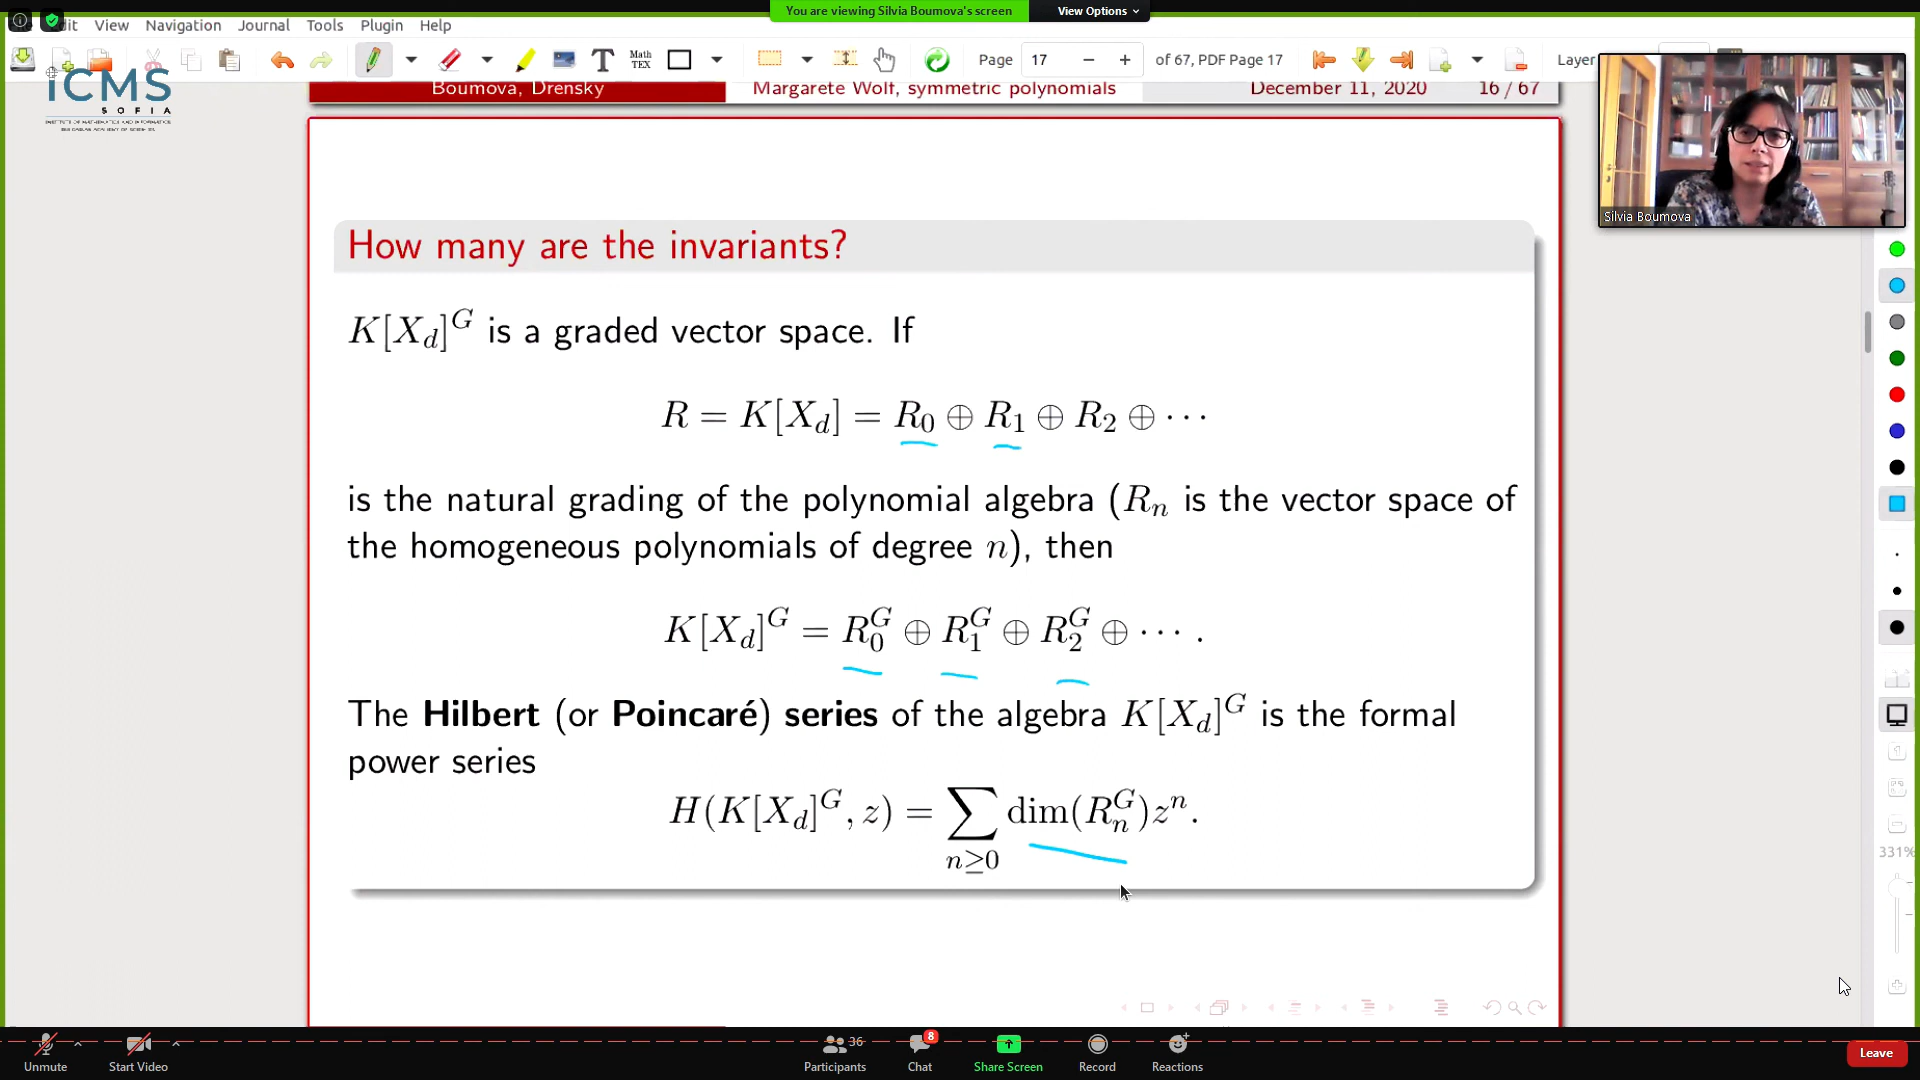 You are viewing Silvia Boumova's screen
View Options
View Navigation Journal Tools Plugin Help
Math TEX
Page 17 of 67, PDF Page 17
Layer
iCMS
SOFIA
Boumova, Drensky Margarete Wolf, symmetric polynomials December 11, 2020 16 / 67
Silvia Boumova
How many are the invariants?
K[X_d]^G is a graded vector space. If
R = K[X_d] = R_0 ⊕ R_1 ⊕ R_2 ⊕ ⋯
is the natural grading of the polynomial algebra (R_n is the vector space of
the homogeneous polynomials of degree n), then
K[X_d]^G = R_0^G ⊕ R_1^G ⊕ R_2^G ⊕ ⋯ .
The Hilbert (or Poincaré) series of the algebra K[X_d]^G is the formal
power series
H(K[X_d]^G, z) = ∑_{n≥0} dim(R_n^G)z^n.
331%
Unmute
Start Video
36
Participants
8
Chat
Share Screen
Record
Reactions
Leave